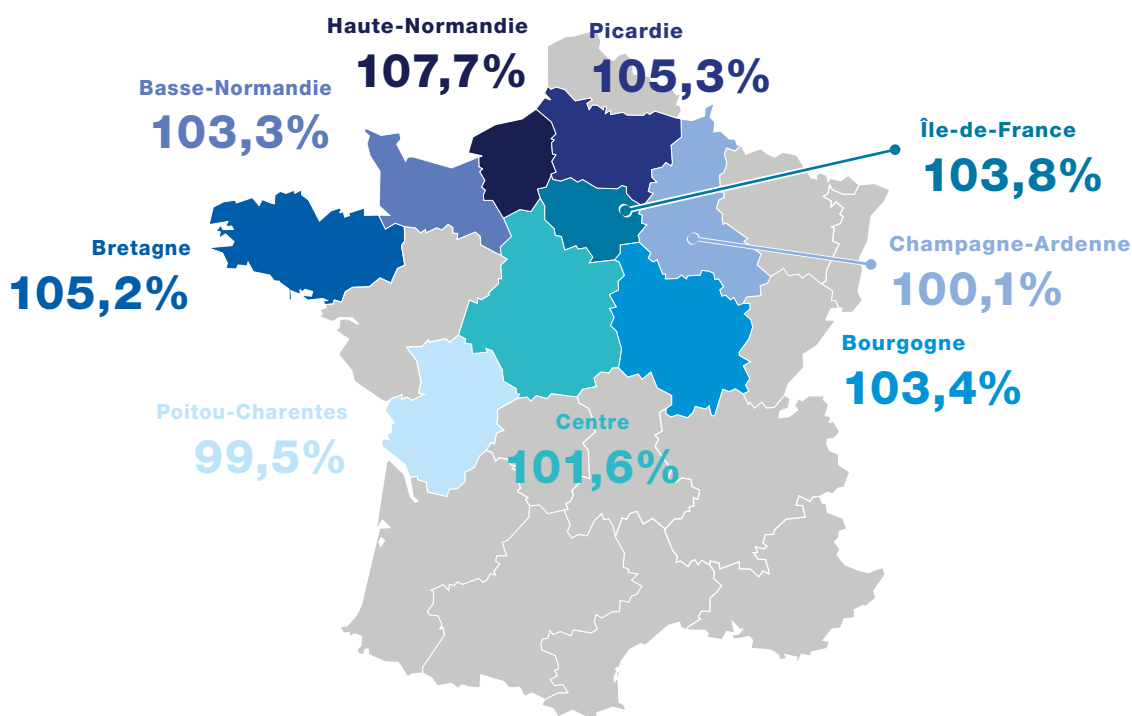 Haute-Normandie
107,7%
Picardie
105,3%
Basse-Normandie
103,3%
Île-de-France
103,8%
Bretagne
105,2%
Champagne-Ardenne
100,1%
Bourgogne
103,4%
Poitou-Charentes
99,5%
Centre
101,6%